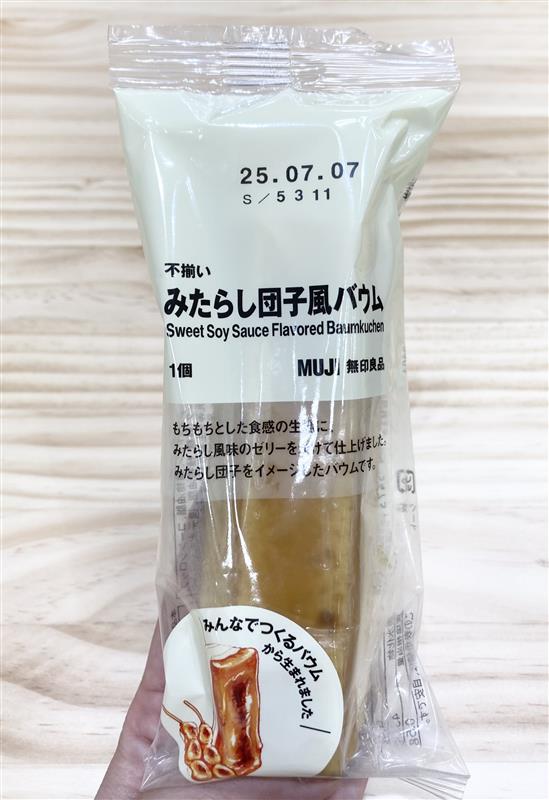 25.07.07
S/5311
不揃い
みたらし団子風バウム
Sweet Soy Sauce Flavored Baumkuchen
1個
MUJI 無印良品
もちもちとした食感の生地に、
みたらし風味のゼリーをかけて仕上げました。
みたらし団子をイメージしたバウムです。
みんなでつくるバウム
から生まれました